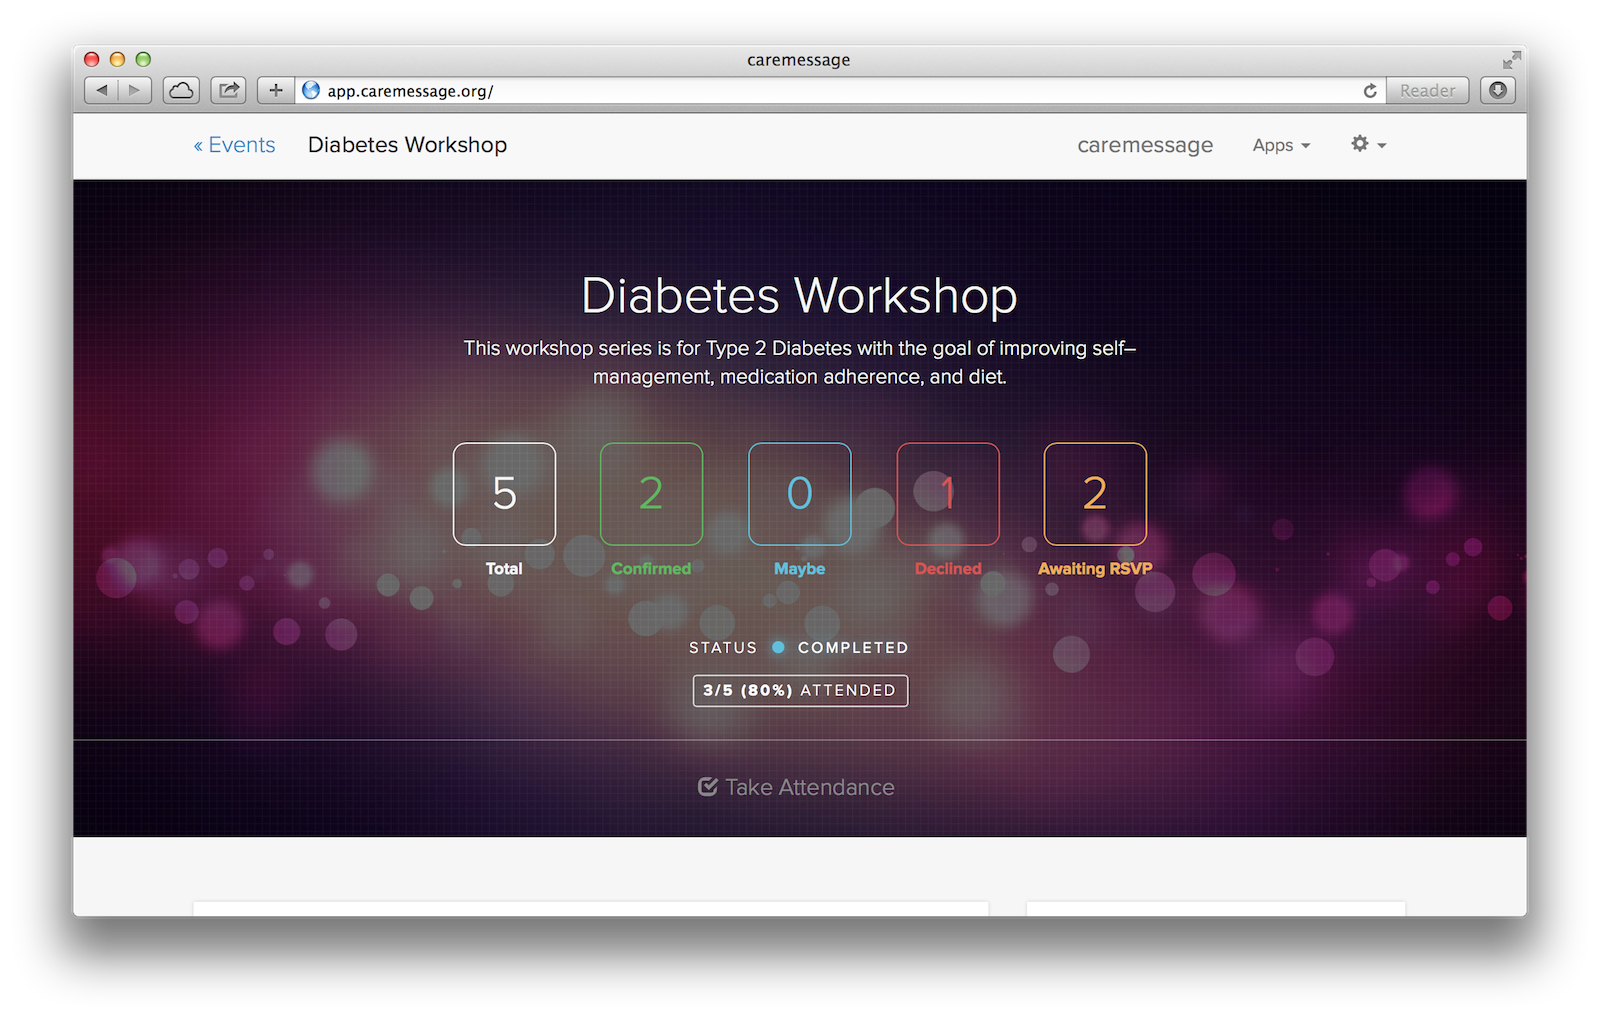 caremessage
app.caremessage.org/
Reader
« Events Diabetes Workshop caremessage Apps
Diabetes Workshop
This workshop series is for Type 2 Diabetes with the goal of improving self–
management, medication adherence, and diet.
5 2 0 1 2
Total Confirmed Maybe Declined Awaiting RSVP
STATUS COMPLETED
3/5 (80%) ATTENDED
Take Attendance